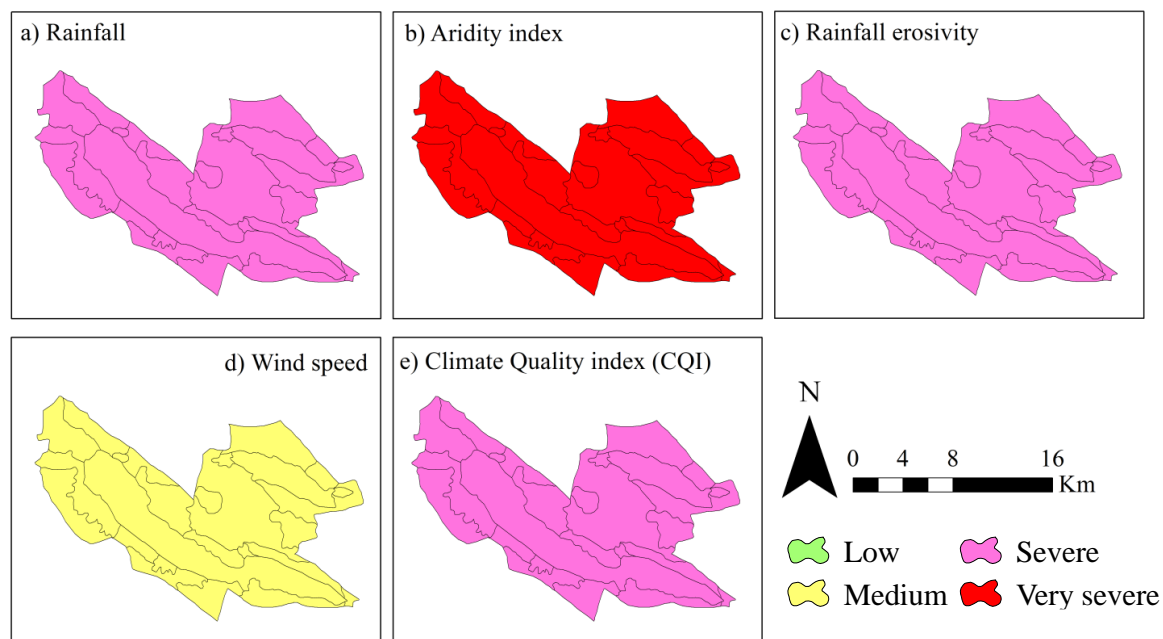 a) Rainfall
b) Aridity index
c) Rainfall erosivity
d) Wind speed
e) Climate Quality index (CQI)
N
0 4 8 16
Km
Low
Severe
Medium
Very severe